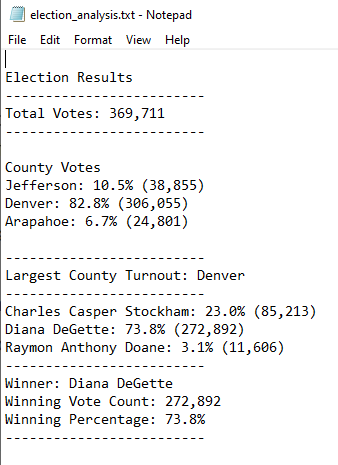 election_analysis.txt - Notepad
File Edit Format View Help
Election Results
-------------------------
Total Votes: 369,711
-------------------------
County Votes
Jefferson: 10.5% (38,855)
Denver: 82.8% (306,055)
Arapahoe: 6.7% (24,801)
-------------------------
Largest County Turnout: Denver
-------------------------
Charles Casper Stockham: 23.0% (85,213)
Diana DeGette: 73.8% (272,892)
Raymon Anthony Doane: 3.1% (11,606)
-------------------------
Winner: Diana DeGette
Winning Vote Count: 272,892
Winning Percentage: 73.8%
-------------------------